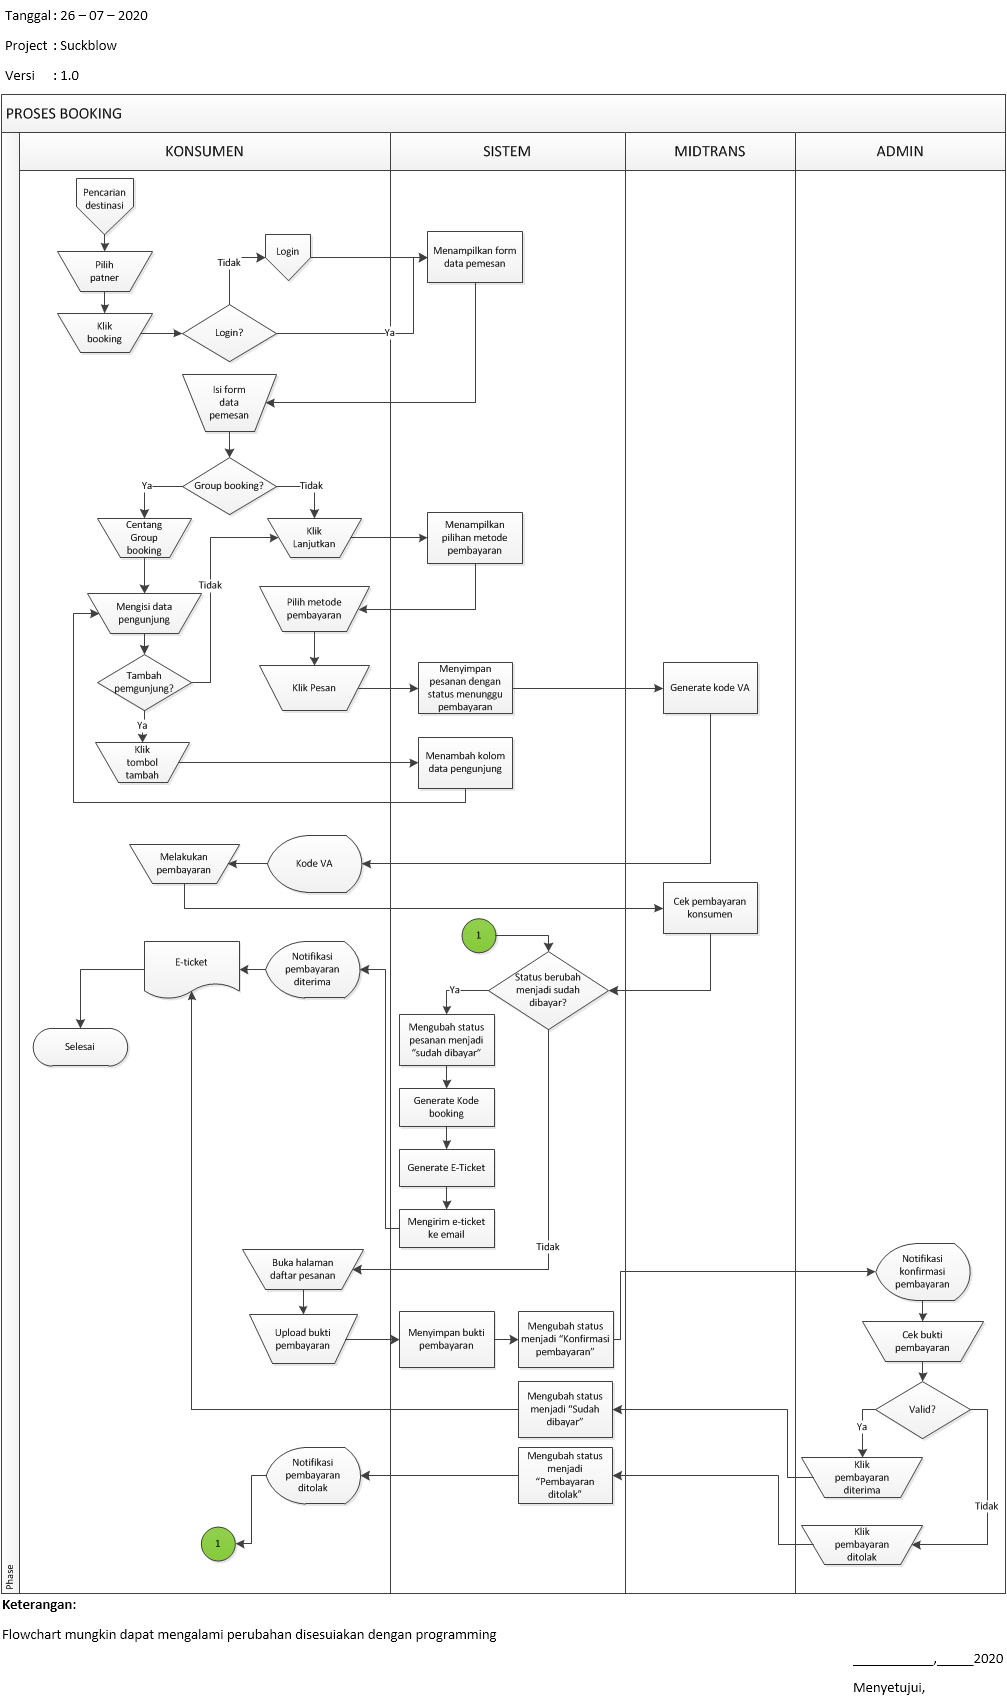 Tanggal : 26 – 07 – 2020
Project : Suckblow
Versi : 1.0
PROSES BOOKING
KONSUMEN
SISTEM
MIDTRANS
ADMIN
Pencarian
destinasi
Pilih
patner
Klik
booking
Login?
Tidak
Login
Ya
Menampilkan form
data pemesan
Isi form
data
pemesan
Group booking?
Ya
Tidak
Centang
Group
booking
Klik
Lanjutkan
Menampilkan
pilihan metode
pembayaran
Tidak
Mengisi data
pengunjung
Pilih metode
pembayaran
Tambah
pemgunjung?
Klik Pesan
Menyimpan
pesanan dengan
status menunggu
pembayaran
Generate kode VA
Ya
Klik
tombol
tambah
Menambah kolom
data pengunjung
Melakukan
pembayaran
Kode VA
Cek pembayaran
konsumen
1
E-ticket
Notifikasi
pembayaran
diterima
Status berubah
menjadi sudah
dibayar?
Ya
Selesai
Mengubah status
pesanan menjadi
“sudah dibayar”
Generate Kode
booking
Generate E-Ticket
Mengirim e-ticket
ke email
Tidak
Buka halaman
daftar pesanan
Notifikasi
konfirmasi
pembayaran
Upload bukti
pembayaran
Menyimpan bukti
pembayaran
Mengubah status
menjadi “Konfirmasi
pembayaran”
Cek bukti
pembayaran
Mengubah status
menjadi “Sudah
dibayar”
Valid?
Ya
Notifikasi
pembayaran
ditolak
Mengubah status
menjadi
“Pembayaran
ditolak”
Klik
pembayaran
diterima
Tidak
1
Klik
pembayaran
ditolak
Phase
Keterangan:
Flowchart mungkin dapat mengalami perubahan disesuiakan dengan programming
___________,_____2020
Menyetujui,